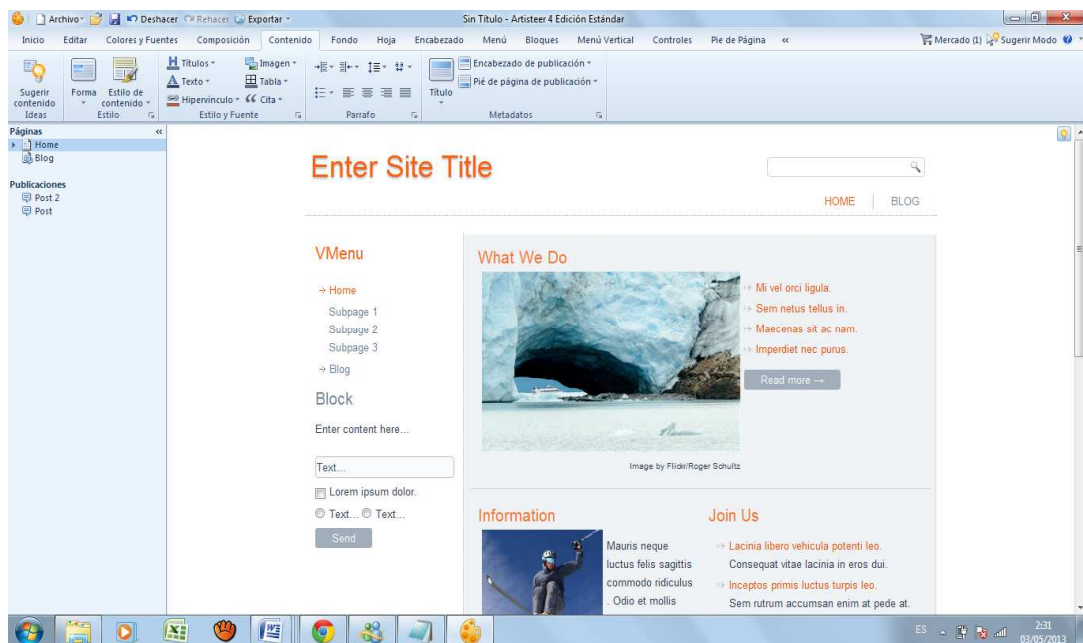 Archivo Deshacer Rehacer Exportar Sin Título - Artisteer 4 Edición Estándar
Inicio Editar Colores y Fuentes Composición Contenido Fondo Hoja Encabezado Menú Bloques Menú Vertical Controles Pie de Página « Mercado (1) Sugerir Modo
Sugerir contenido
Forma
Estilo de contenido
Títulos
Texto
Hipervínculo
Imagen
Tabla
Cita
Título
Encabezado de publicación
Pié de página de publicación
Ideas Estilo Estilo y Fuente Parrafo Metadatos
Páginas «
Home
Blog
Publicaciones
Post 2
Post
Enter Site Title
HOME BLOG
VMenu
Home
Subpage 1
Subpage 2
Subpage 3
Blog
Block
Enter content here...
Text...
Lorem ipsum dolor.
Text... Text...
Send
What We Do
Mi vel orci ligula.
Sem netus tellus in.
Maecenas sit ac nam.
Imperdiet nec purus.
Read more →
Image by Flickr/Roger Schultz
Information
Mauris neque
luctus felis sagittis
commodo ridiculus
. Odio et mollis
Join Us
Lacinia libero vehicula potenti leo.
Consequat vitae lacinia in eros dui.
Inceptos primis luctus turpis leo.
Sem rutrum accumsan enim at pede at.
ES 2:31
03/05/2013